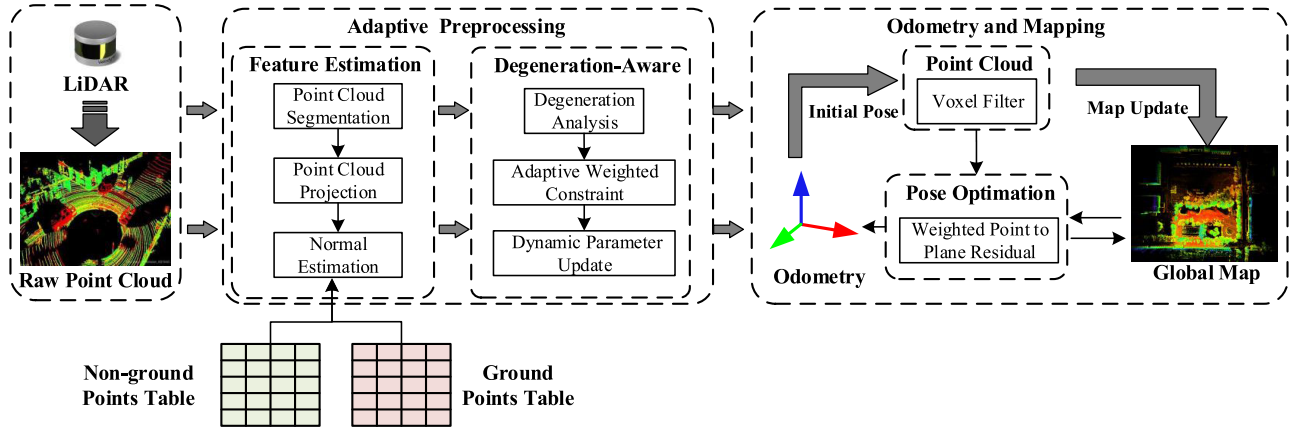 LiDAR
Raw Point Cloud
Adaptive Preprocessing
Feature Estimation
Point Cloud
Segmentation
Point Cloud
Projection
Normal
Estimation
Degeneration-Aware
Degeneration
Analysis
Adaptive Weighted
Constraint
Dynamic Parameter
Update
Non-ground
Points Table
Ground
Points Table
Odometry and Mapping
Initial Pose
Point Cloud
Voxel Filter
Map Update
Pose Optimation
Weighted Point to
Plane Residual
Odometry
Global Map